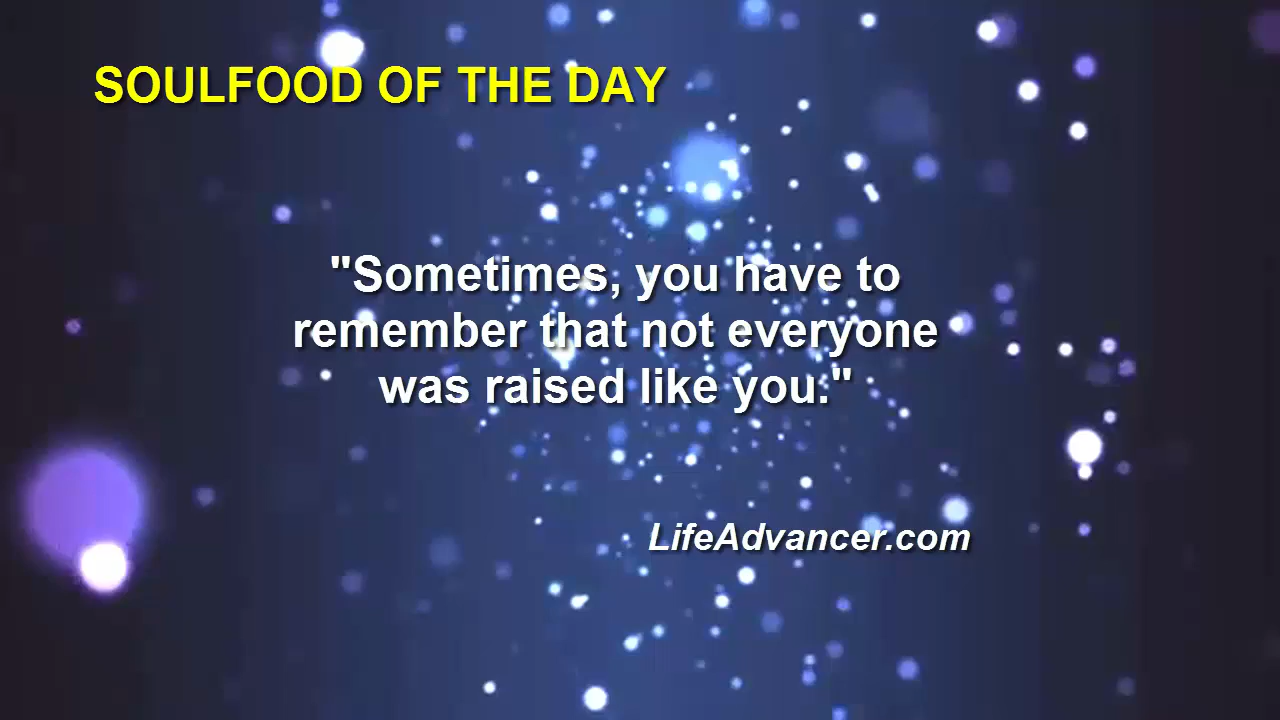 SOULFOOD OF THE DAY
"Sometimes, you have to
remember that not everyone
was raised like you."
LifeAdvancer.com